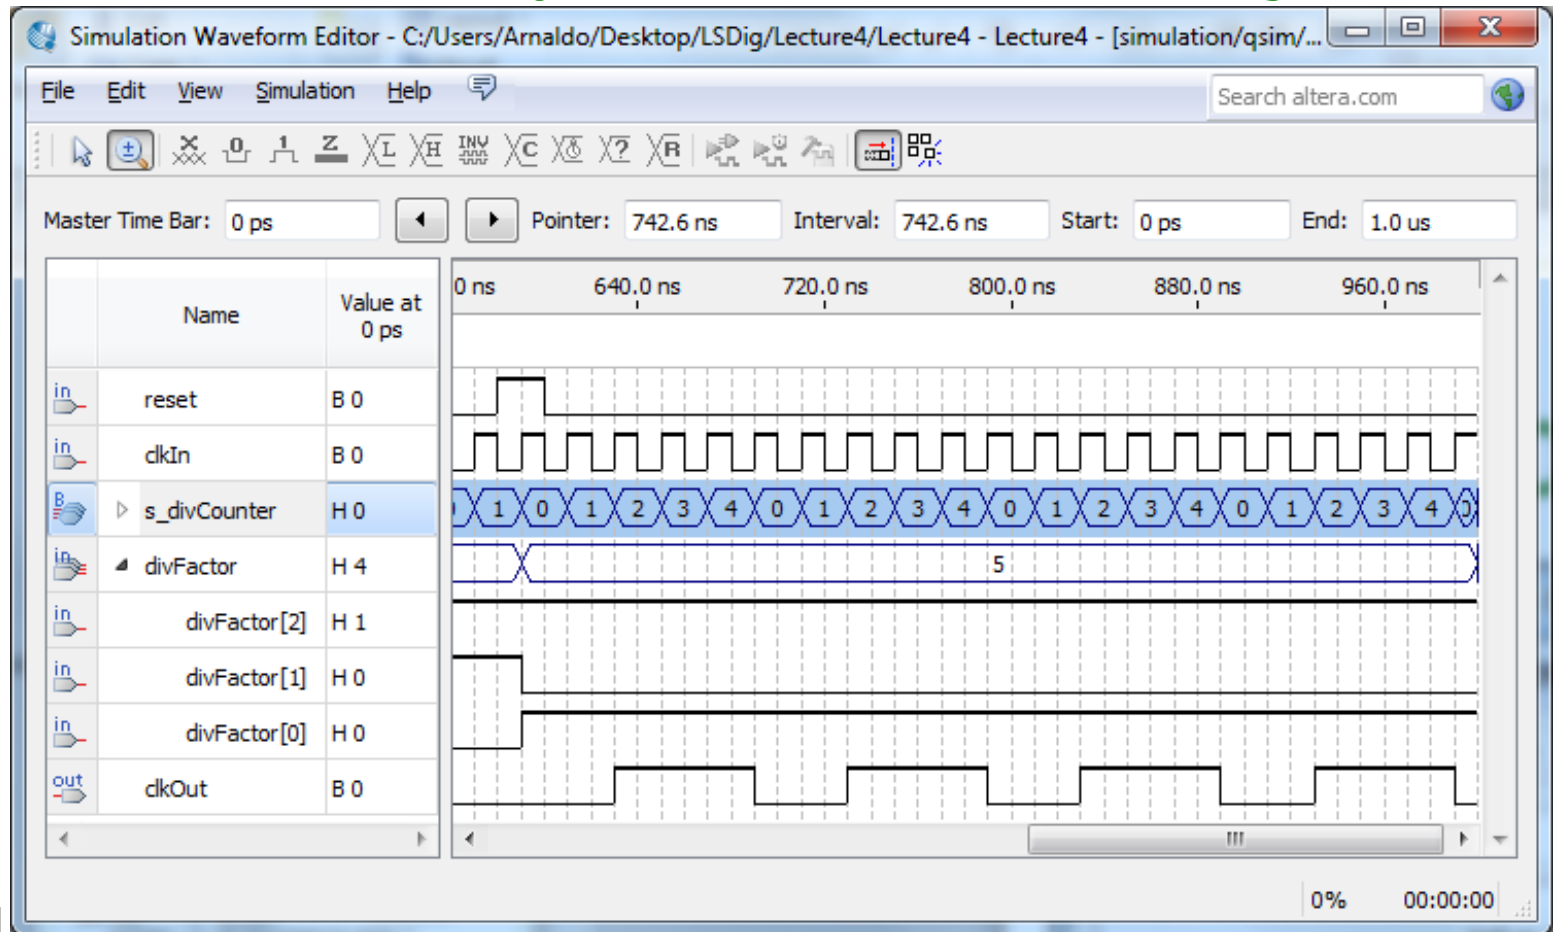 Simulation Waveform Editor - C:/Users/Arnaldo/Desktop/LSDig/Lecture4/Lecture4 - Lecture4 - [simulation/qsim/...
File Edit View Simulation Help
Search altera.com
Master Time Bar: 0 ps Pointer: 742.6 ns Interval: 742.6 ns Start: 0 ps End: 1.0 us
Name Value at 0 ps
0 ns 640.0 ns 720.0 ns 800.0 ns 880.0 ns 960.0 ns
in reset B 0
in clkIn B 0
B s_divCounter H 0 1 0 1 2 3 4 0 1 2 3 4 0 1 2 3 4 0 1 2 3 4 0
in divFactor H 4 5
in divFactor[2] H 1
in divFactor[1] H 0
in divFactor[0] H 0
out clkOut B 0
0% 00:00:00